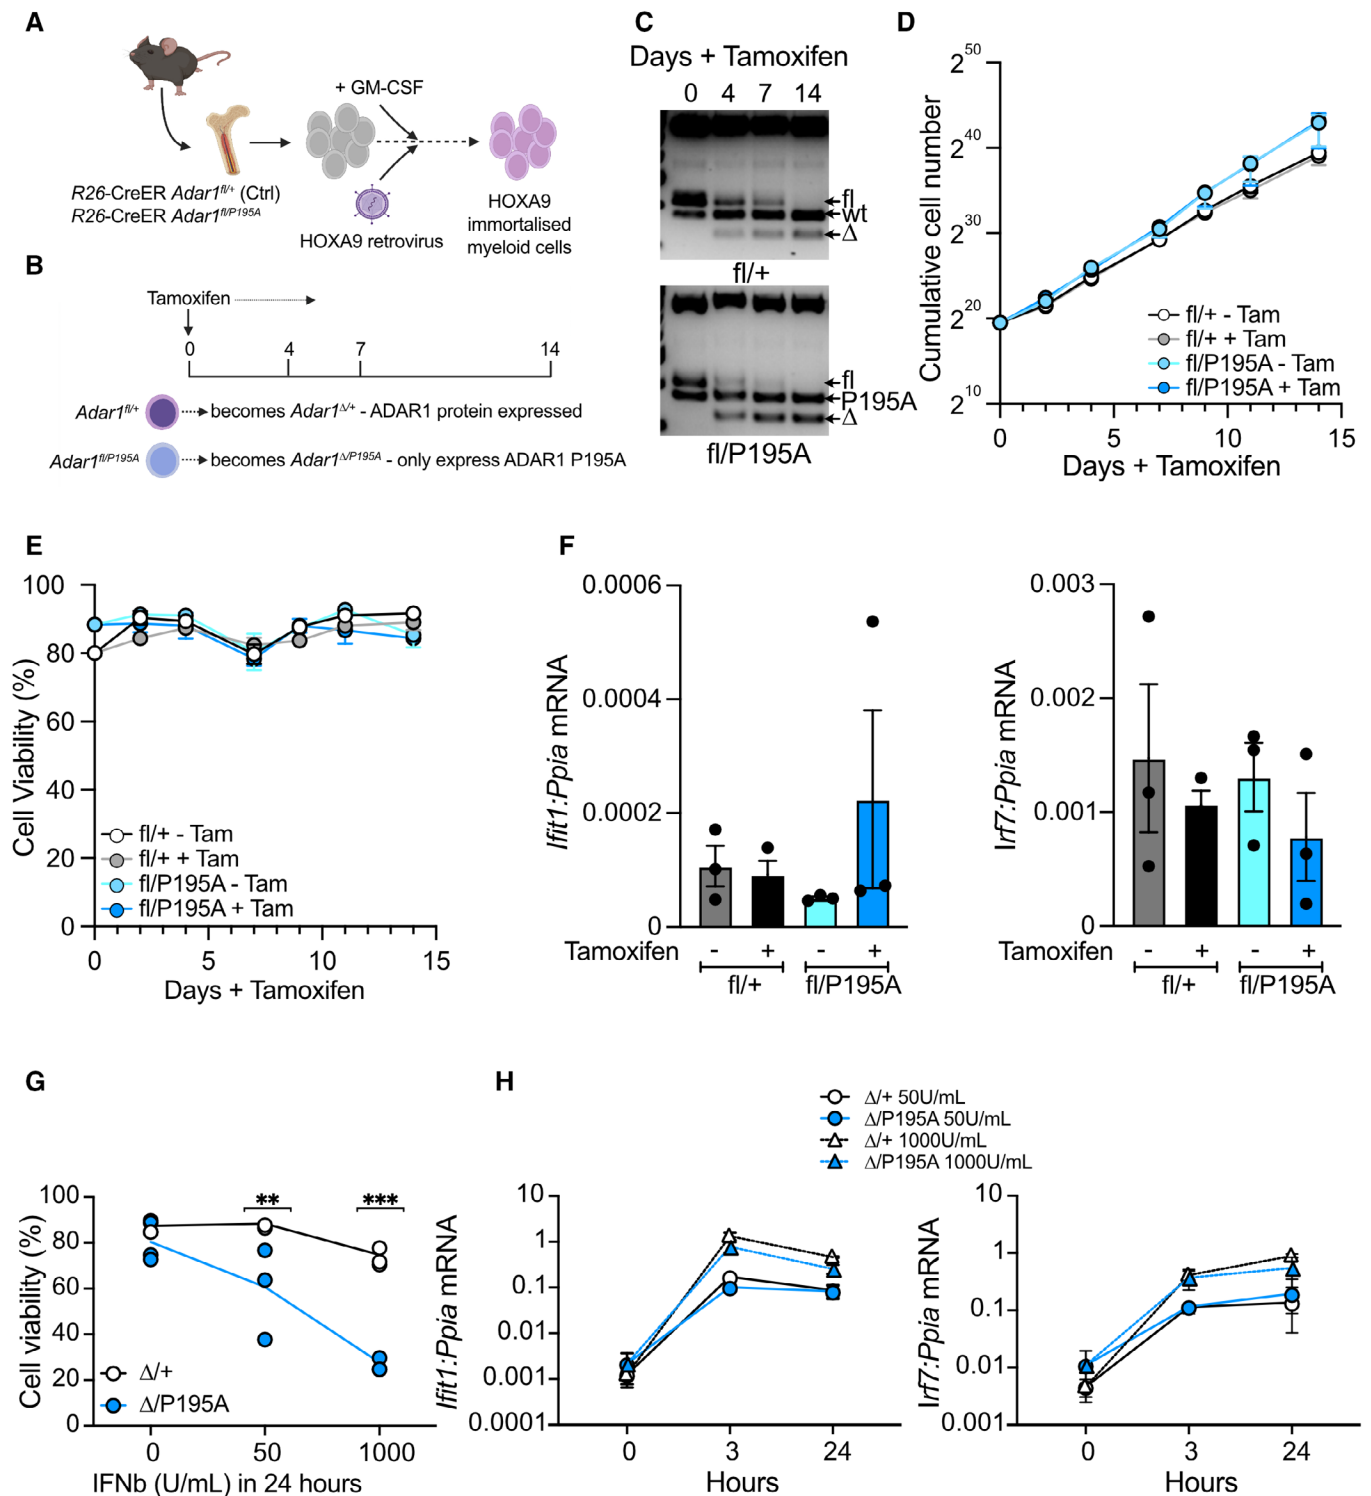 A
+ GM-CSF
R26-CreER Adar1fl/+ (Ctrl)
R26-CreER Adar1fl/P195A
HOXA9 retrovirus
HOXA9
immortalised
myeloid cells
B
Tamoxifen
0 4 7 14
Adar1fl/+ becomes Adar1Δ/+ - ADAR1 protein expressed
Adar1fl/P195A becomes Adar1Δ/P195A - only express ADAR1 P195A
C
Days + Tamoxifen
0 4 7 14
fl
wt
Δ
fl/+
fl
P195A
Δ
fl/P195A
D
Cumulative cell number
2^50
2^40
2^30
2^20
2^10
fl/+ - Tam
fl/+ + Tam
fl/P195A - Tam
fl/P195A + Tam
0 5 10 15
Days + Tamoxifen
E
Cell Viability (%)
100
80
60
40
20
0
fl/+ - Tam
fl/+ + Tam
fl/P195A - Tam
fl/P195A + Tam
0 5 10 15
Days + Tamoxifen
F
Ifit1:Ppia mRNA
0.0006
0.0004
0.0002
0
Tamoxifen - + - +
fl/+ fl/P195A
Irf7:Ppia mRNA
0.003
0.002
0.001
0
Tamoxifen - + - +
fl/+ fl/P195A
G
Cell viability (%)
100
80
60
40
20
0
** ***
Δ/+
Δ/P195A
0 50 1000
IFNb (U/mL) in 24 hours
H
Δ/+ 50U/mL
Δ/P195A 50U/mL
Δ/+ 1000U/mL
Δ/P195A 1000U/mL
Ifit1:Ppia mRNA
10
1
0.1
0.01
0.001
0.0001
0 3 24
Hours
Irf7:Ppia mRNA
10
1
0.1
0.01
0.001
0 3 24
Hours